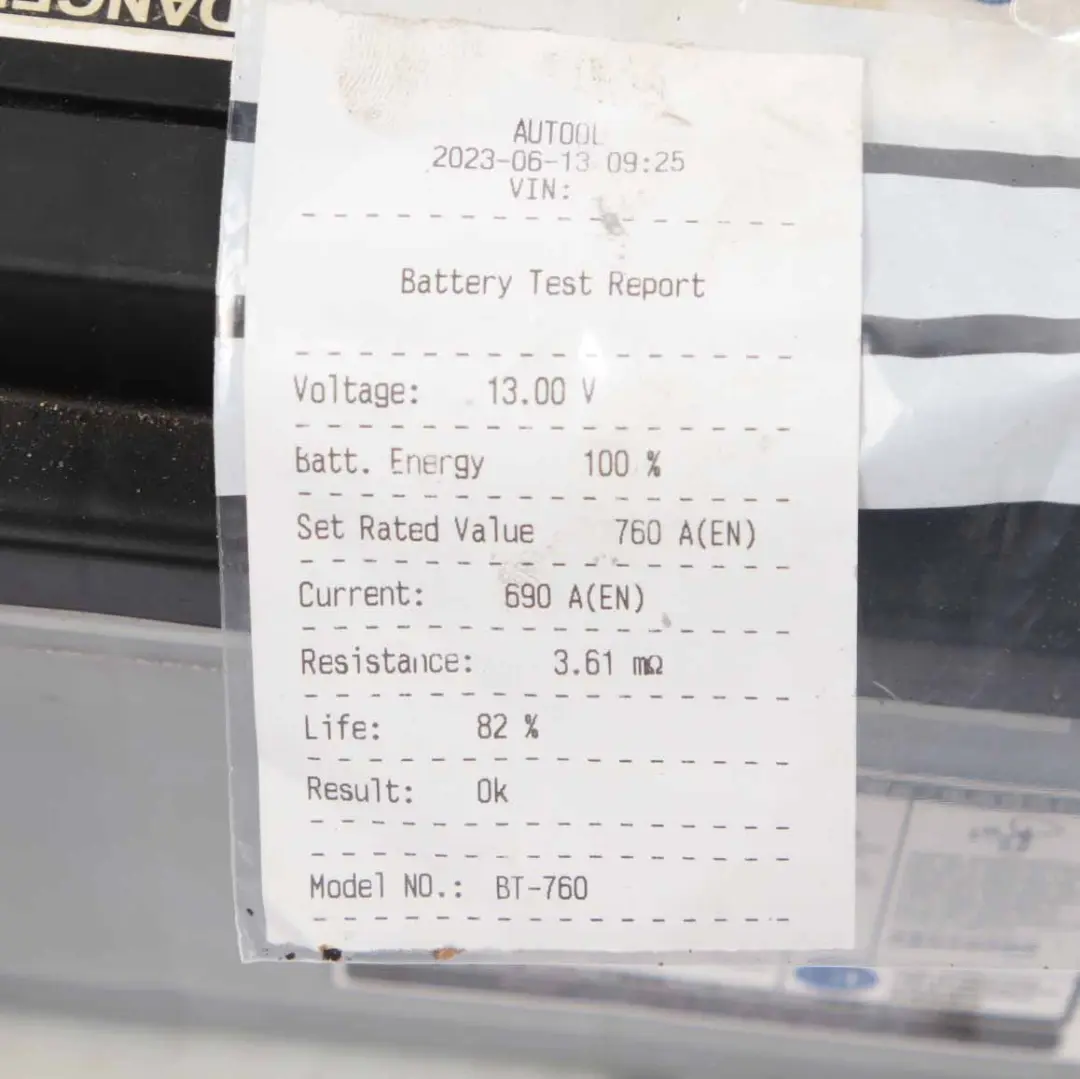 DANGER
AUTOOL
2023-06-13 09:25
VIN:
Battery Test Report
Voltage: 13.00 V
Batt. Energy 100 %
Set Rated Value 760 A(EN)
Current: 690 A(EN)
Resistance: 3.61 mΩ
Life: 82 %
Result: Ok
Model NO.: BT-760